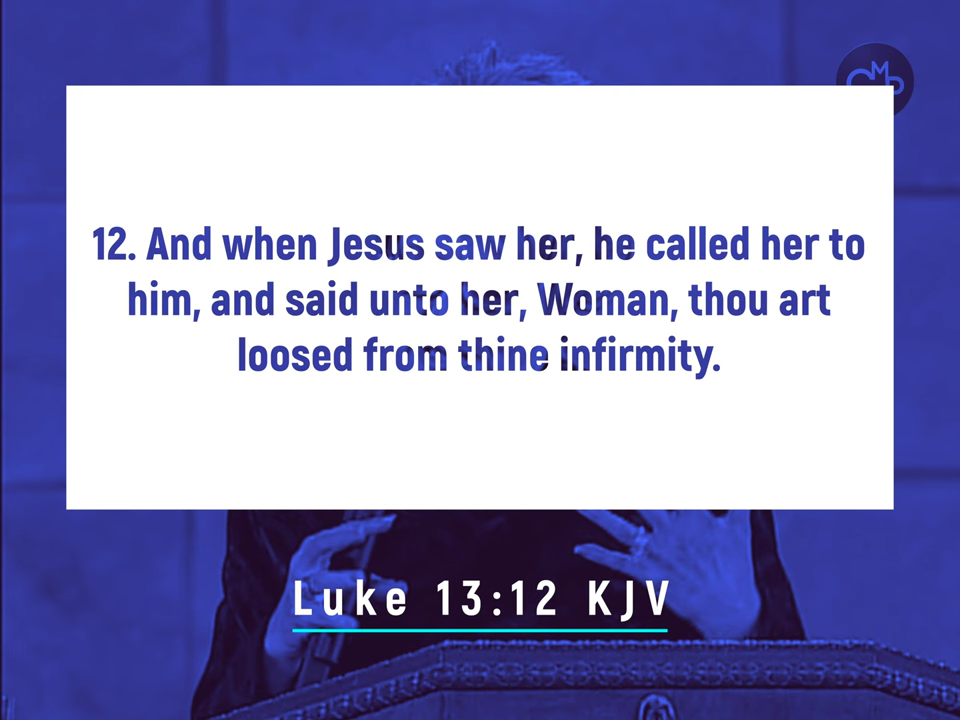 12. And when Jesus saw her, he called her to
him, and said unto her, Woman, thou art
loosed from thine infirmity.
Luke 13:12 KJV